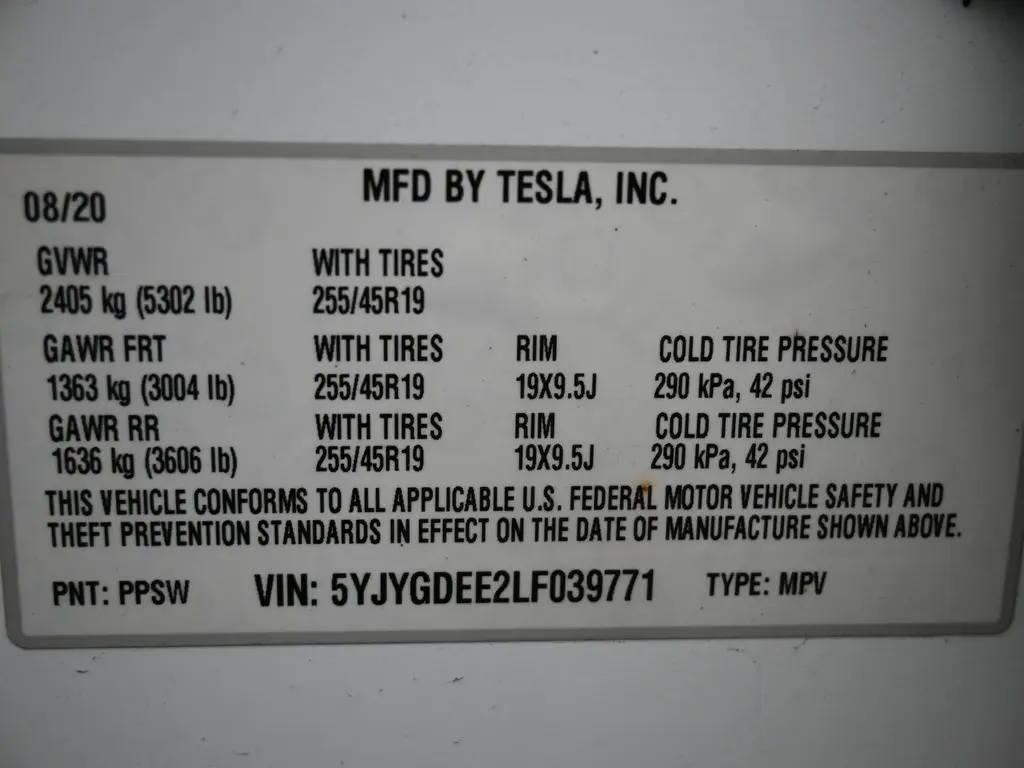 MFD BY TESLA, INC.
08/20
GVWR WITH TIRES
2405 kg (5302 lb) 255/45R19
GAWR FRT WITH TIRES RIM COLD TIRE PRESSURE
1363 kg (3004 lb) 255/45R19 19X9.5J 290 kPa, 42 psi
GAWR RR WITH TIRES RIM COLD TIRE PRESSURE
1636 kg (3606 lb) 255/45R19 19X9.5J 290 kPa, 42 psi
THIS VEHICLE CONFORMS TO ALL APPLICABLE U.S. FEDERAL MOTOR VEHICLE SAFETY AND
THEFT PREVENTION STANDARDS IN EFFECT ON THE DATE OF MANUFACTURE SHOWN ABOVE.
PNT: PPSW VIN: 5YJYGDEE2LF039771 TYPE: MPV